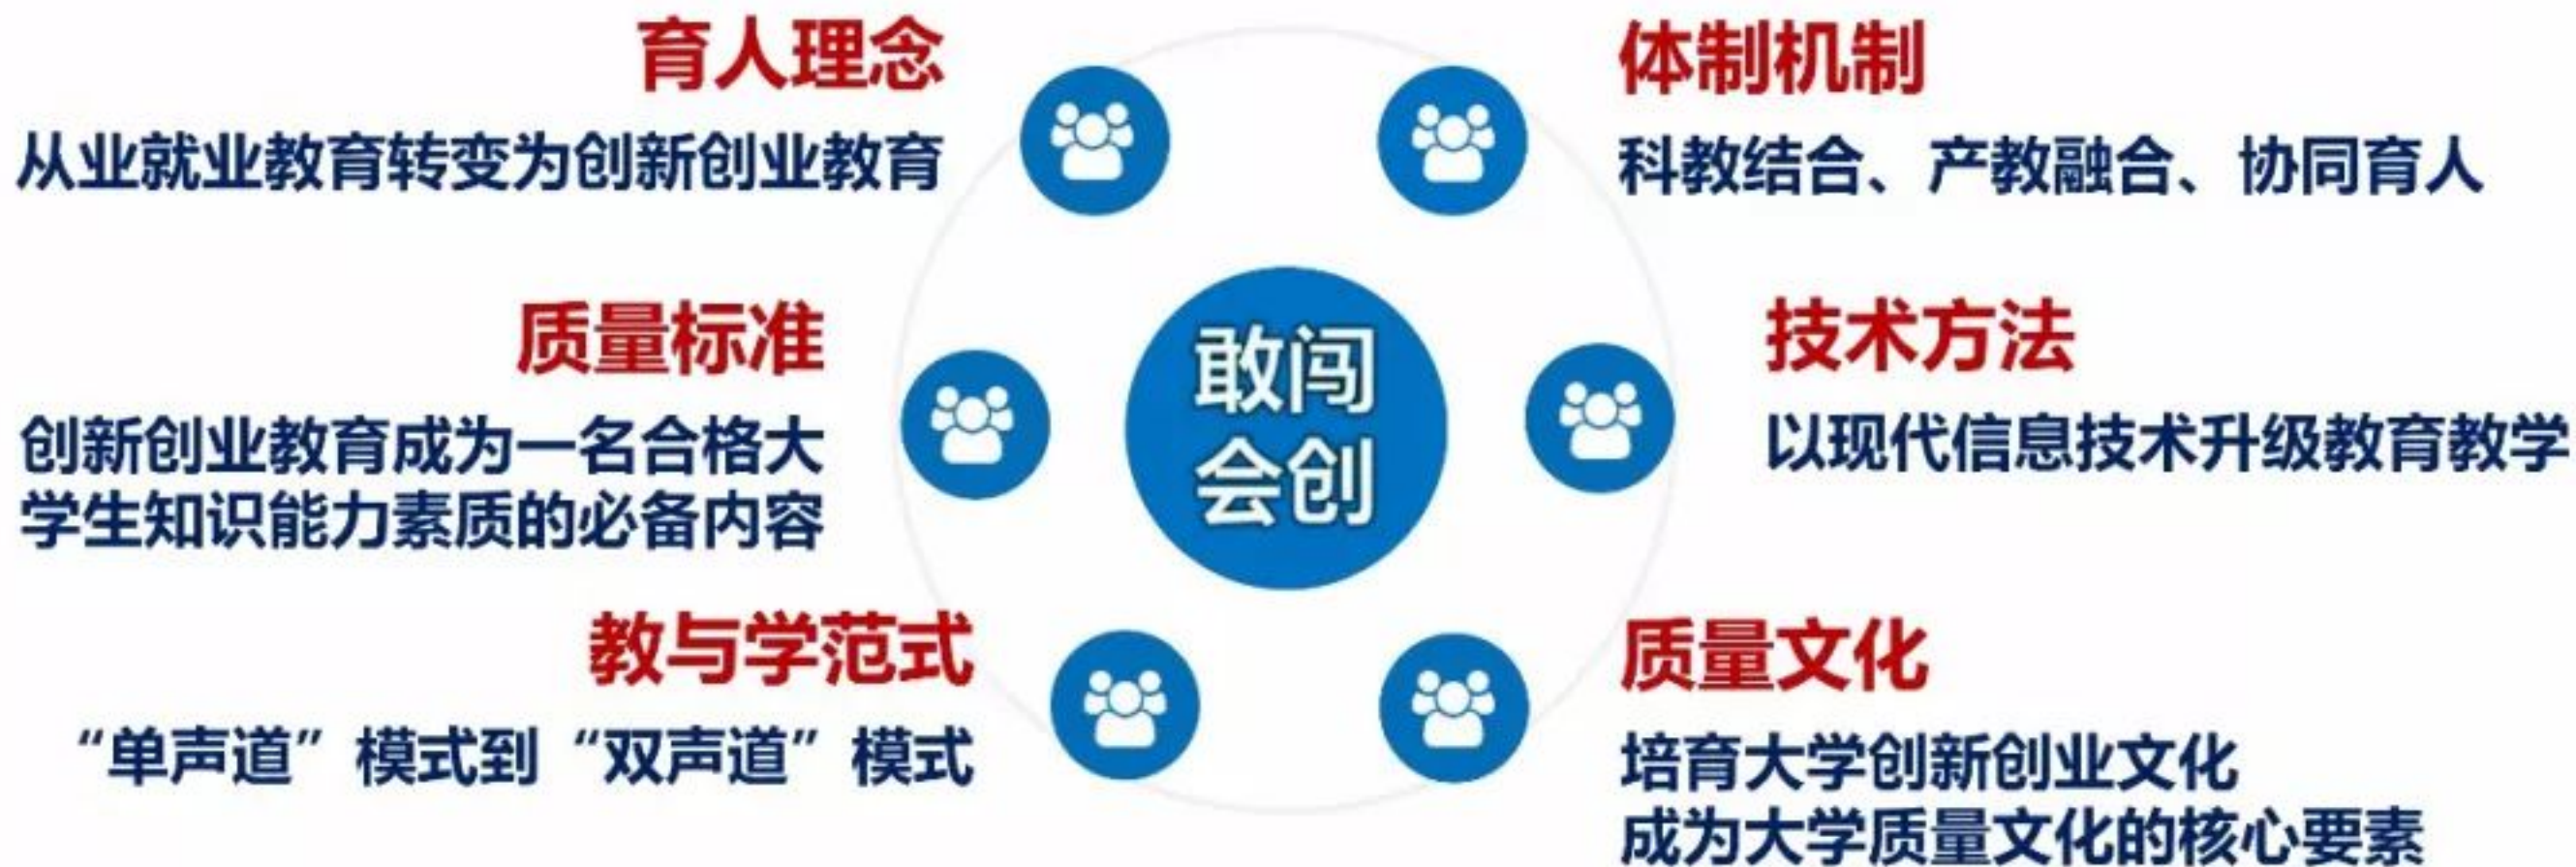 育人理念
从业就业教育转变为创新创业教育
质量标准
创新创业教育成为一名合格大
学生知识能力素质的必备内容
教与学范式
“单声道”模式到“双声道”模式
敢闯
会创
体制机制
科教结合、产教融合、协同育人
技术方法
以现代信息技术升级教育教学
质量文化
培育大学创新创业文化
成为大学质量文化的核心要素